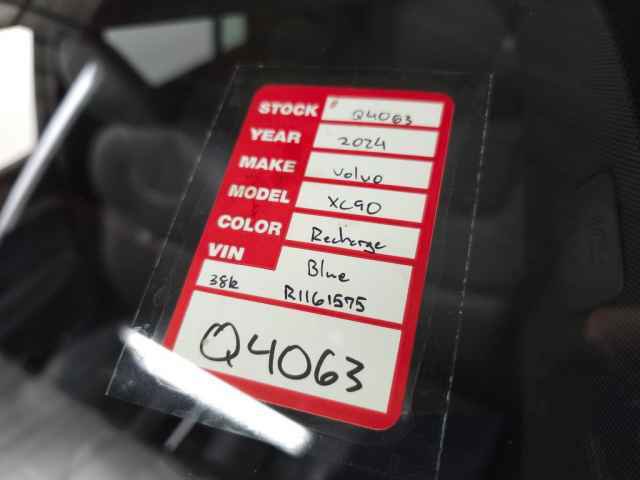 STOCK # Q4063
YEAR 2024
MAKE Volvo
MODEL XC90
COLOR Recharge
VIN Blue
38k R1161575
Q4063